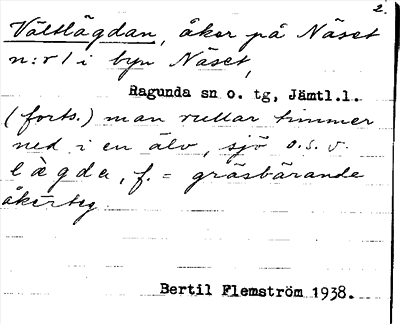 2.
Vältlägdan, åker på Näset
n:r 1 i byn Näset,
Ragunda sn o. tg, Jämtl.l.
(forts.) man rullar timmer
ned i en älv, sjö o.s.v.
lägda, f. = gräsbärande
åkerteg.
Bertil Flemström 1938.